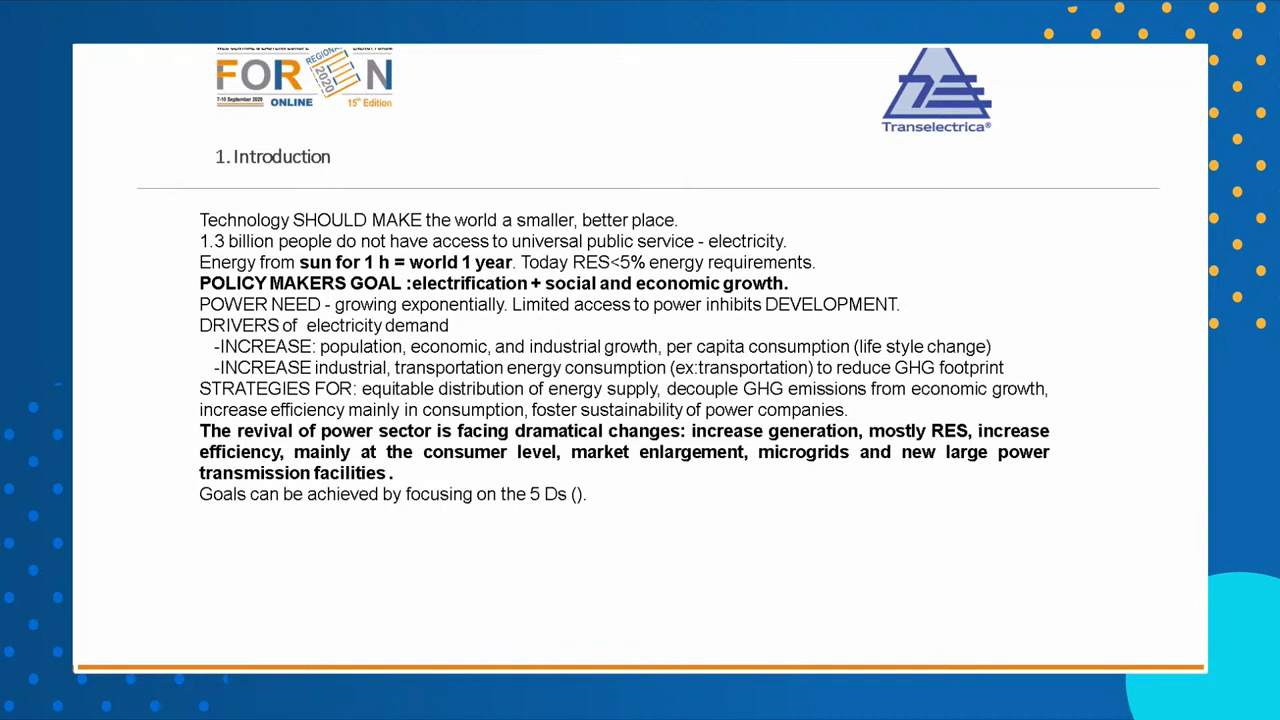 WEC CENTRAL & EASTERN EUROPE REGIONAL ENERGY FORUM
FOREN
2020
7-10 September 2020 ONLINE 15th Edition
Transelectrica®
1. Introduction
Technology SHOULD MAKE the world a smaller, better place.
1.3 billion people do not have access to universal public service - electricity.
Energy from sun for 1 h = world 1 year. Today RES<5% energy requirements.
POLICY MAKERS GOAL :electrification + social and economic growth.
POWER NEED - growing exponentially. Limited access to power inhibits DEVELOPMENT.
DRIVERS of electricity demand
-INCREASE: population, economic, and industrial growth, per capita consumption (life style change)
-INCREASE industrial, transportation energy consumption (ex:transportation) to reduce GHG footprint
STRATEGIES FOR: equitable distribution of energy supply, decouple GHG emissions from economic growth,
increase efficiency mainly in consumption, foster sustainability of power companies.
The revival of power sector is facing dramatical changes: increase generation, mostly RES, increase
efficiency, mainly at the consumer level, market enlargement, microgrids and new large power
transmission facilities .
Goals can be achieved by focusing on the 5 Ds ().